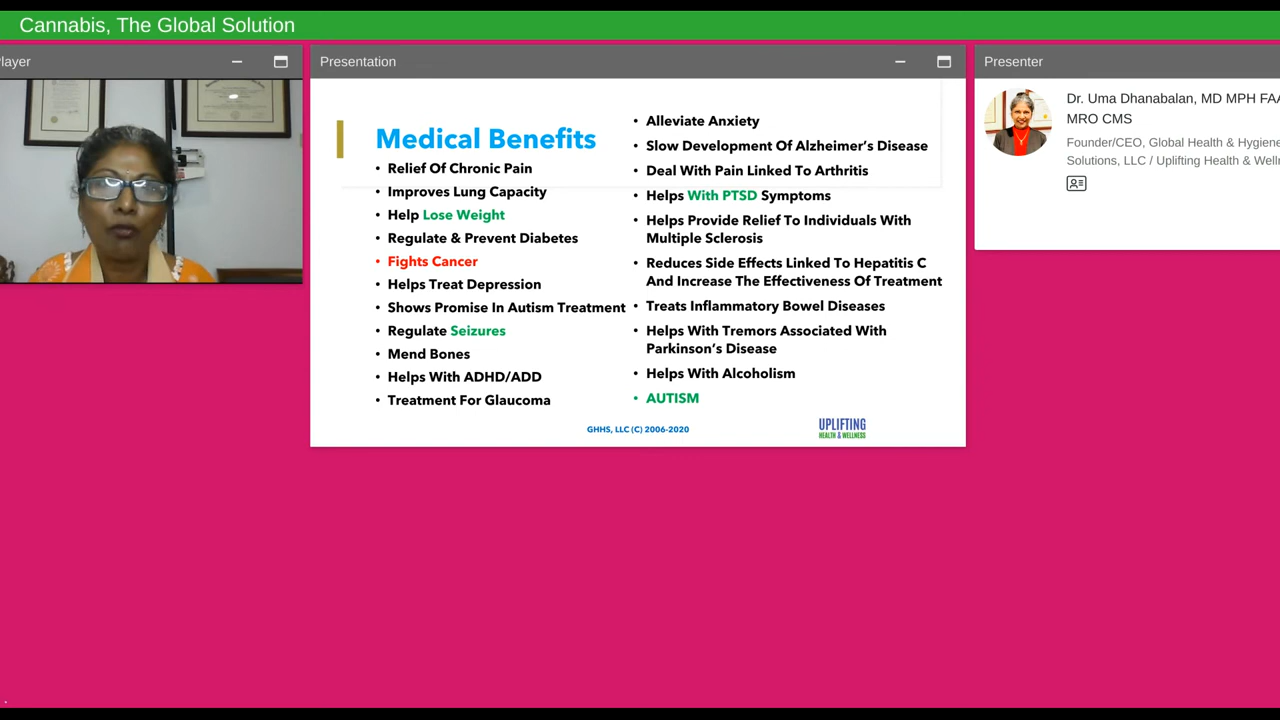 Cannabis, The Global Solution
layer
Presentation
Presenter
Medical Benefits
• Relief Of Chronic Pain
• Improves Lung Capacity
• Help Lose Weight
• Regulate & Prevent Diabetes
• Fights Cancer
• Helps Treat Depression
• Shows Promise In Autism Treatment
• Regulate Seizures
• Mend Bones
• Helps With ADHD/ADD
• Treatment For Glaucoma
• Alleviate Anxiety
• Slow Development Of Alzheimer's Disease
• Deal With Pain Linked To Arthritis
• Helps With PTSD Symptoms
• Helps Provide Relief To Individuals With
Multiple Sclerosis
• Reduces Side Effects Linked To Hepatitis C
And Increase The Effectiveness Of Treatment
• Treats Inflammatory Bowel Diseases
• Helps With Tremors Associated With
Parkinson's Disease
• Helps With Alcoholism
• AUTISM
GHHS, LLC (C) 2006-2020
UPLIFTING
HEALTH & WELLNESS
Dr. Uma Dhanabalan, MD MPH FAA
MRO CMS
Founder/CEO, Global Health & Hygiene
Solutions, LLC / Uplifting Health & Well